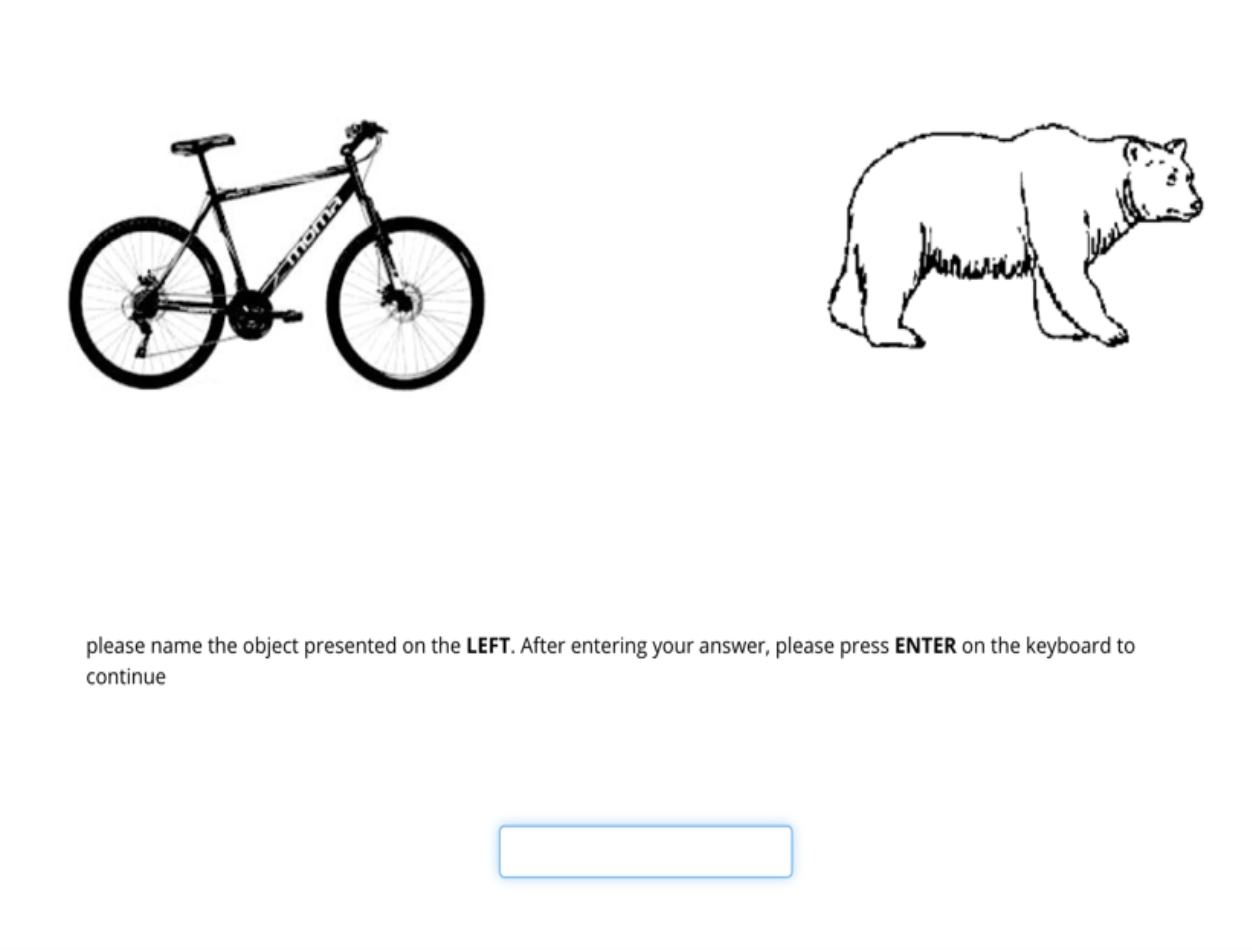 moma
please name the object presented on the LEFT. After entering your answer, please press ENTER on the keyboard to
continue